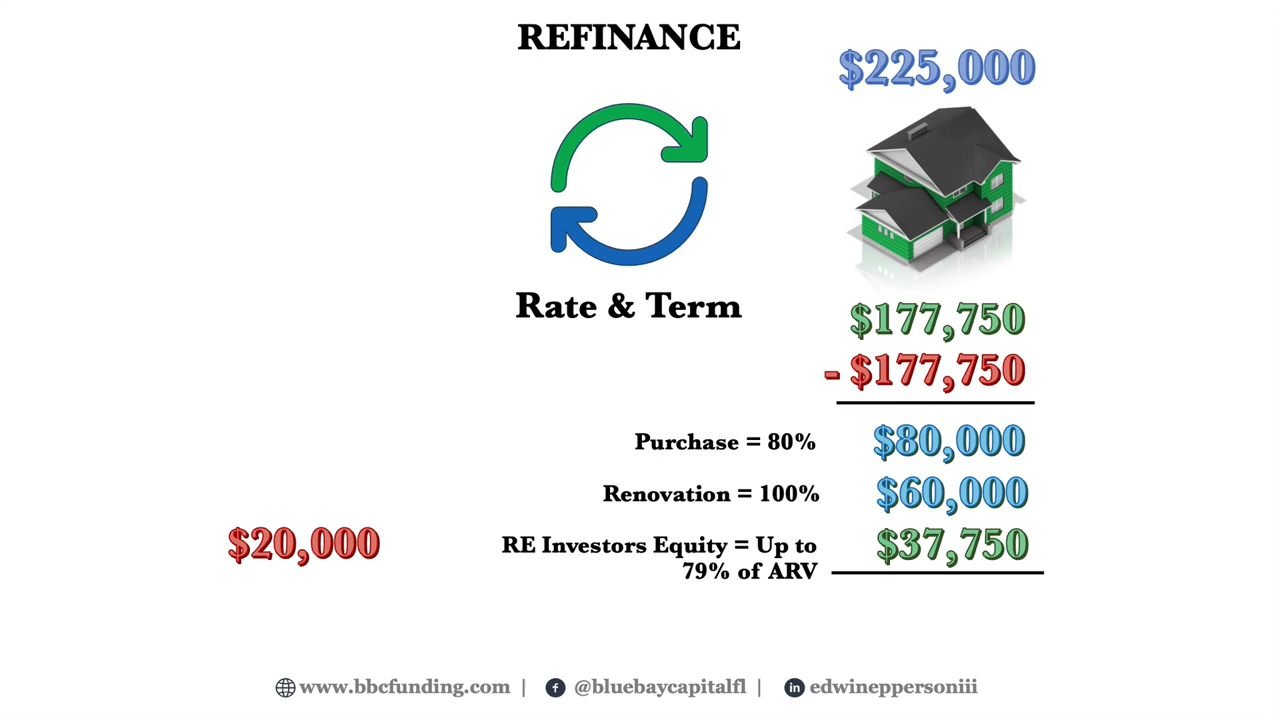 REFINANCE
$225,000
Rate & Term
$177,750
- $177,750
Purchase = 80%
$80,000
Renovation = 100%
$60,000
$20,000
RE Investors Equity = Up to
79% of ARV
$37,750
www.bbcfunding.com | @bluebaycapitalfl | edwineppersoniii